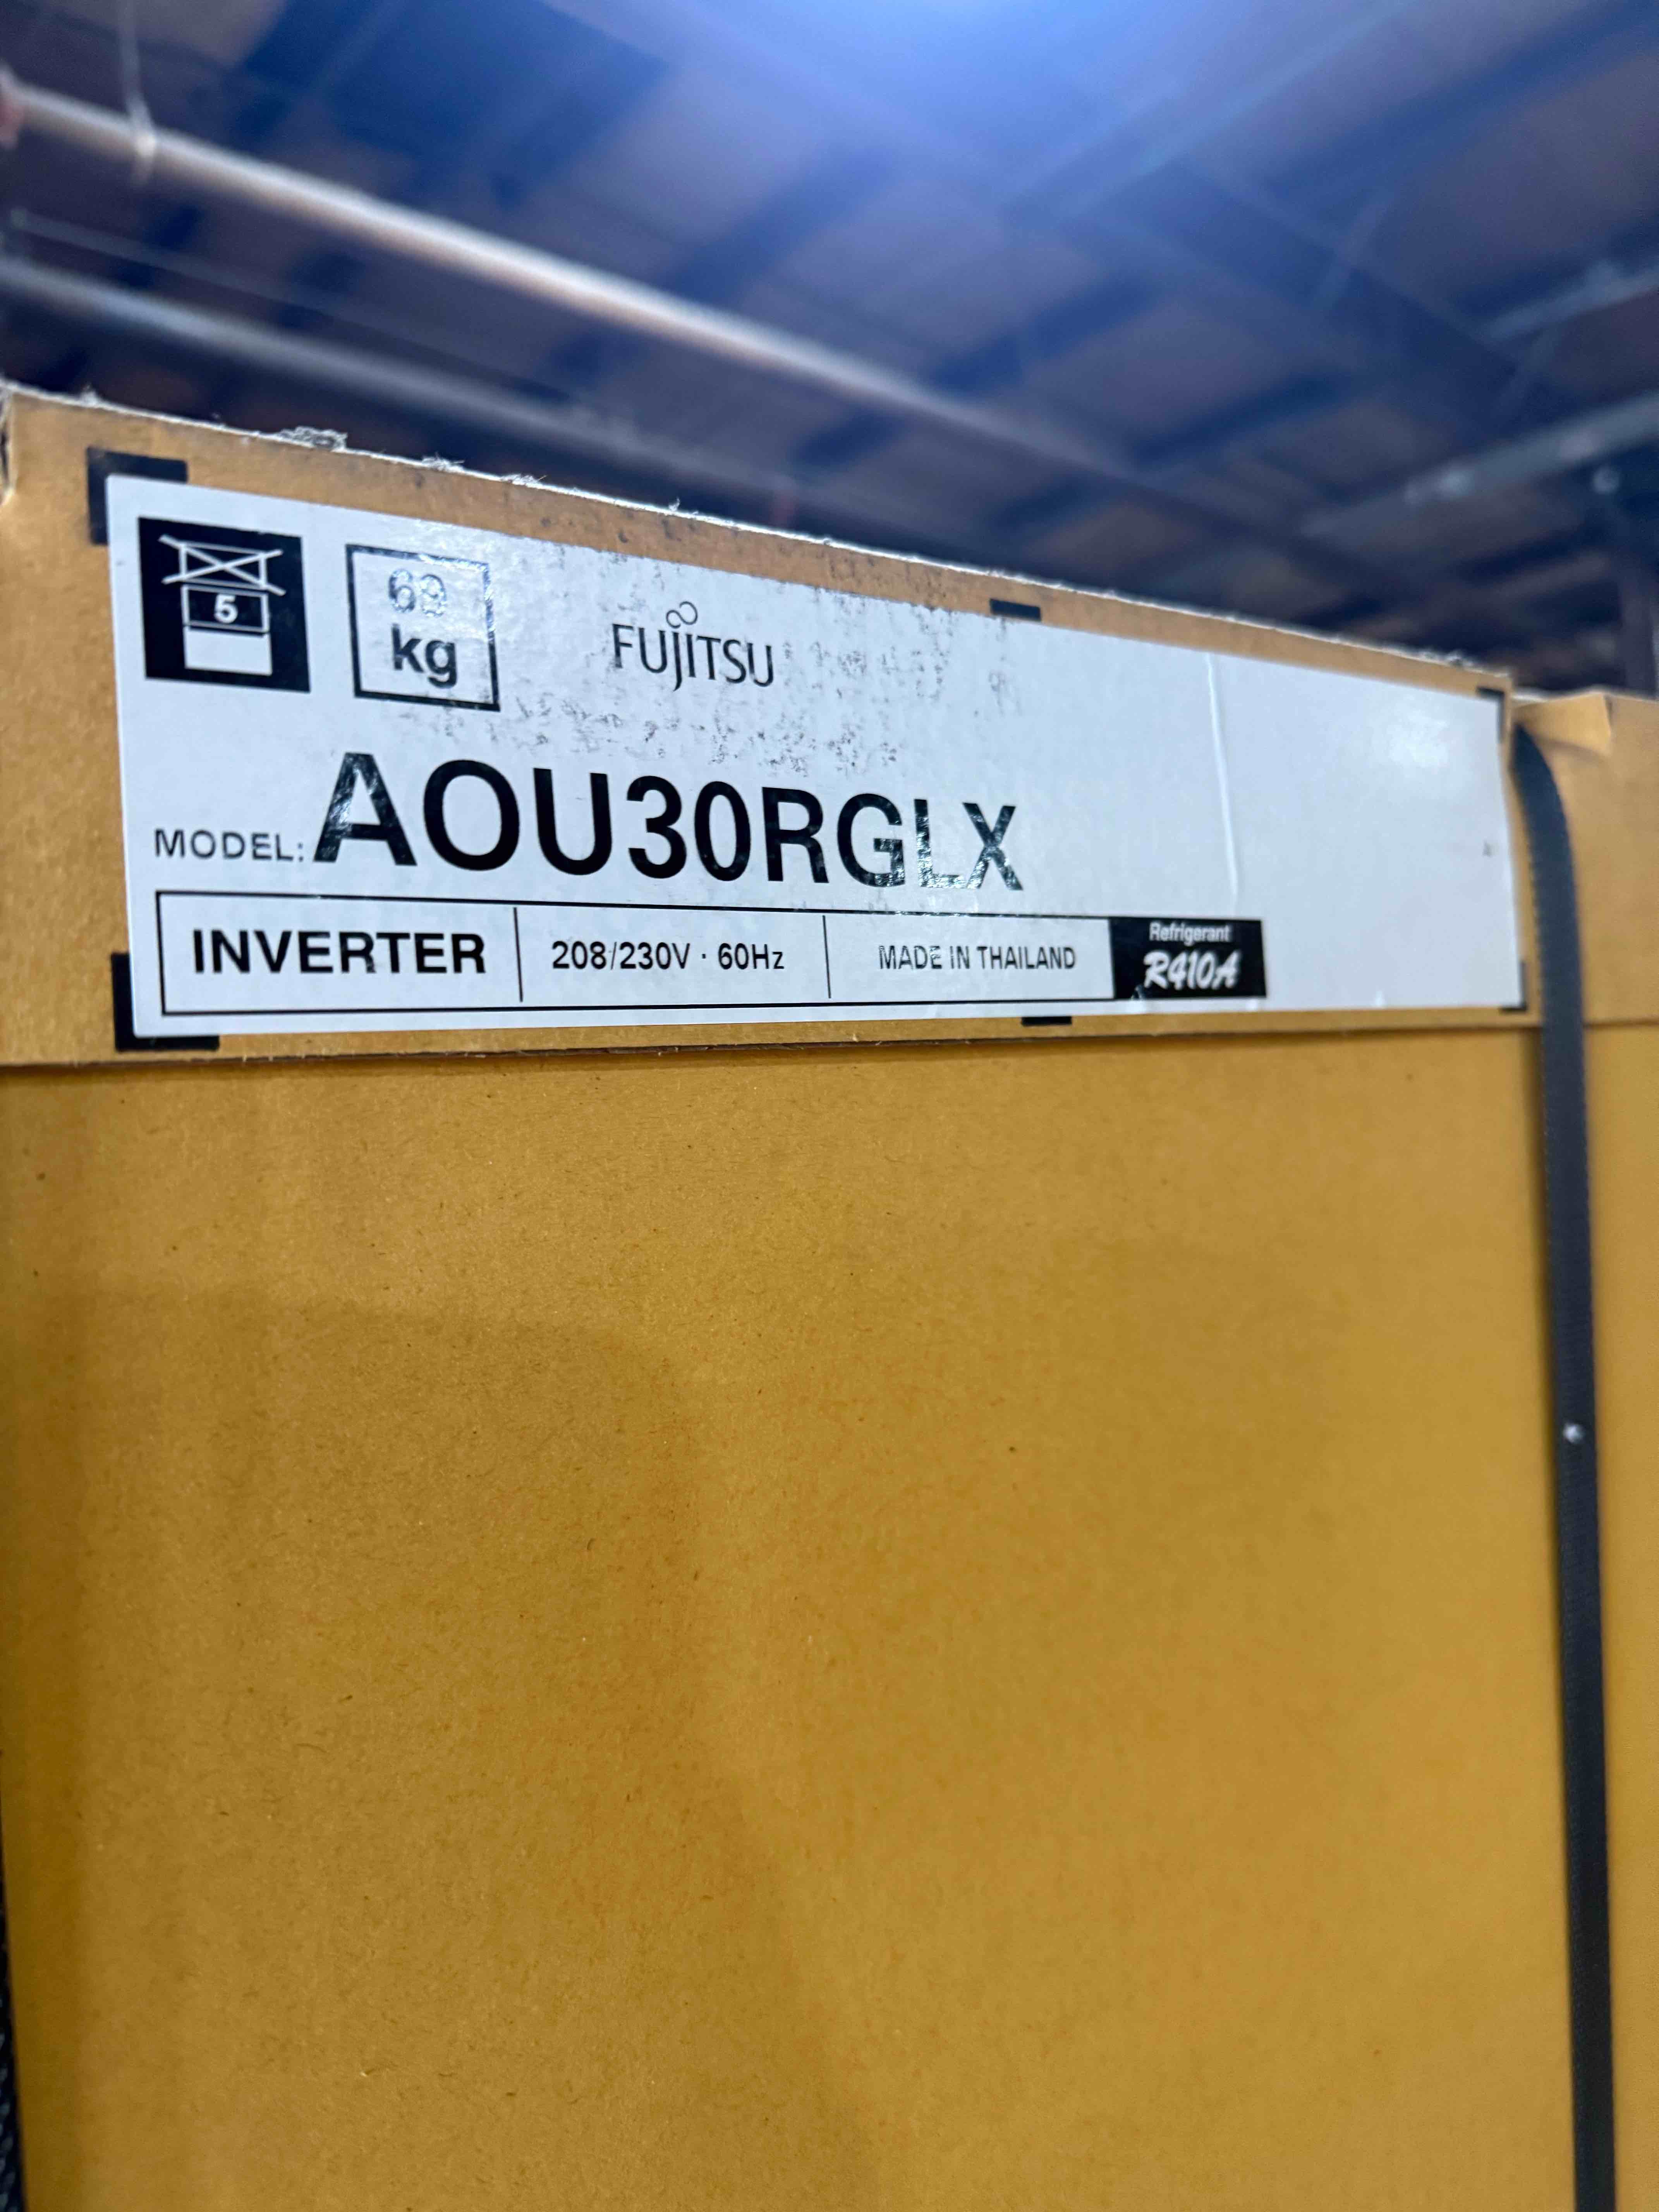 5
kg
FUJITSU
MODEL: AOU30RGLX
INVERTER 208/230V · 60Hz MADE IN THAILAND Refrigerant R410A